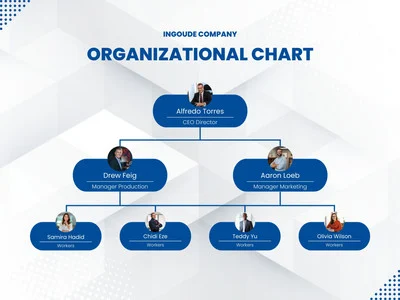 INGOUDE COMPANY
ORGANIZATIONAL CHART
Alfredo Torres
CEO Director
Drew Feig
Manager Production
Aaron Loeb
Manager Marketing
Samira Hadid
Workers
Chidi Eze
Workers
Teddy Yu
Workers
Olivia Wilson
Workers